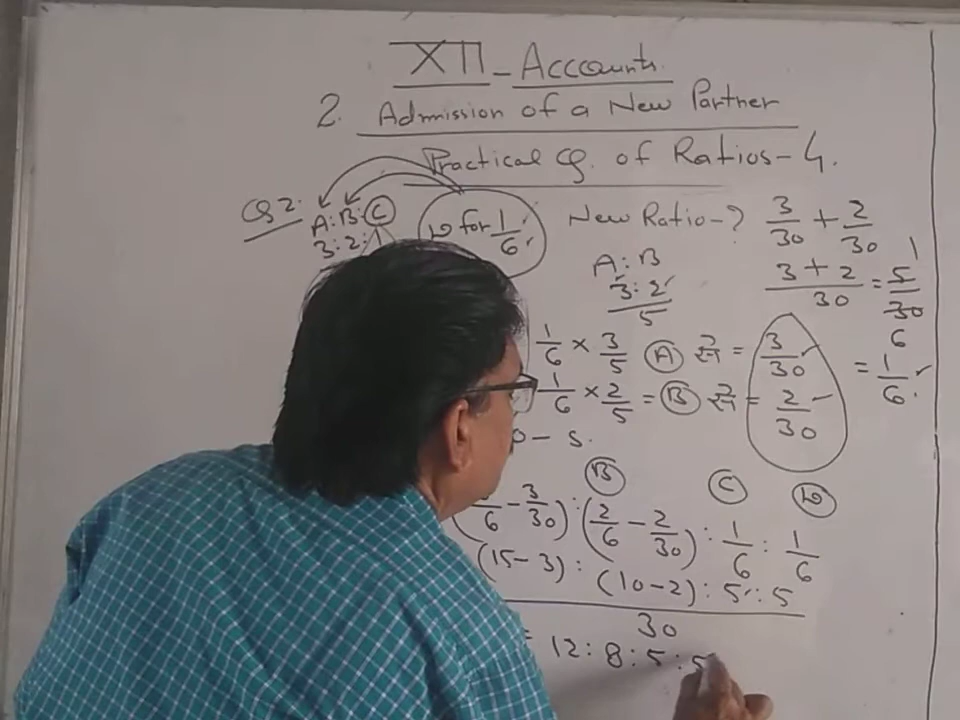 XII - Accounts
2. Admission of a New Partner
Practical Q. of Ratios - 4.
Q 2. A : B : C
3 : 2 :
D for 1/6
New Ratio - ? 3/30 + 2/30
A : B
3 : 2
5
3 + 2 / 30 = 5/30
1
6
= 1/6
1/6 × 3/5 (A) से = 3/30
1/6 × 2/5 = (B) से = 2/30
O - S.
B C D
6 - 3/30) : (2/6 - 2/30) : 1/6 : 1/6
(15 - 3) : (10 - 2) : 5 : 5
30
= 12 : 8 : 5 : 5